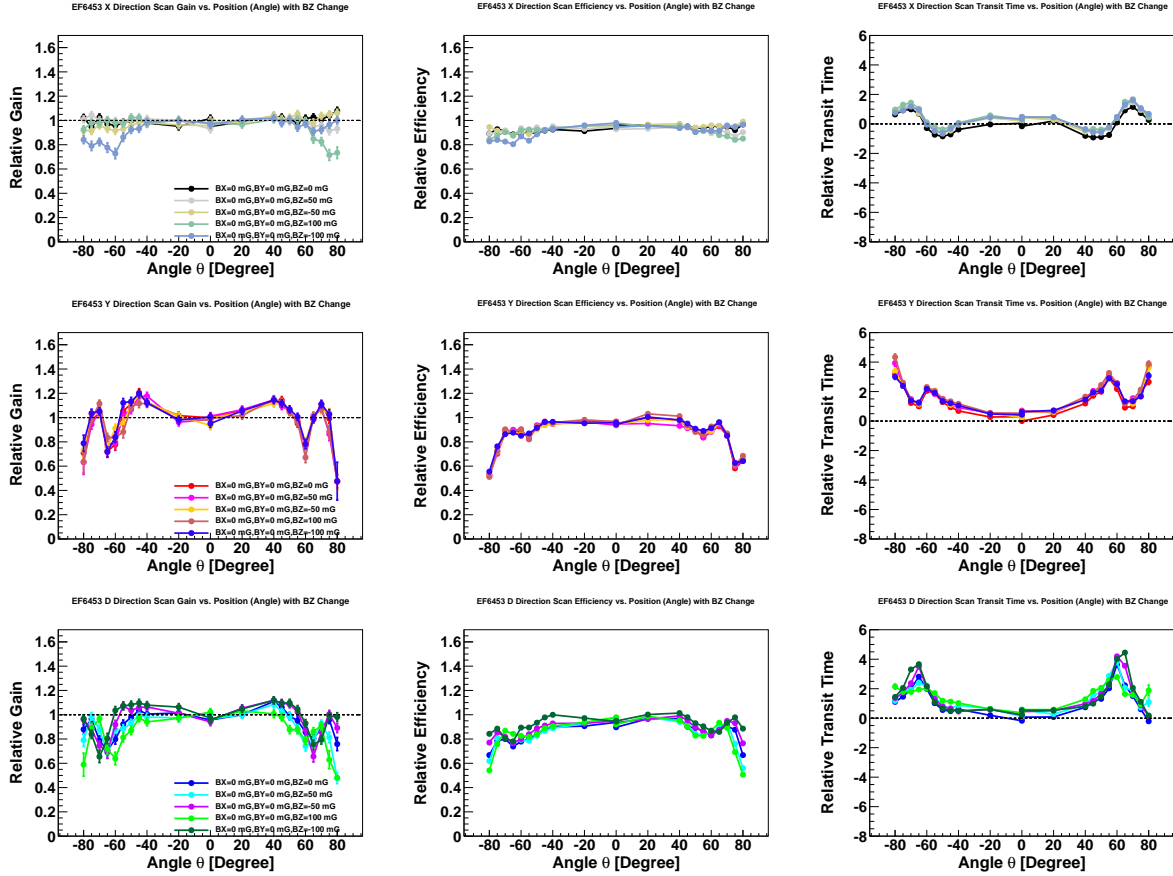 EF6453 X Direction Scan Gain vs. Position (Angle) with BZ Change
EF6453 X Direction Scan Efficiency vs. Position (Angle) with BZ Change
EF6453 X Direction Scan Transit Time vs. Position (Angle) with BZ Change
Relative Gain
1.6
1.4
1.2
1
0.8
0.6
0.4
0.2
0
BX=0 mG,BY=0 mG,BZ=0 mG
BX=0 mG,BY=0 mG,BZ=50 mG
BX=0 mG,BY=0 mG,BZ=-50 mG
BX=0 mG,BY=0 mG,BZ=100 mG
BX=0 mG,BY=0 mG,BZ=-100 mG
-80 -60 -40 -20 0 20 40 60 80
Angle θ [Degree]
Relative Efficiency
1.6
1.4
1.2
1
0.8
0.6
0.4
0.2
0
-80 -60 -40 -20 0 20 40 60 80
Angle θ [Degree]
Relative Transit Time
6
4
2
0
-2
-4
-6
-8
-80 -60 -40 -20 0 20 40 60 80
Angle θ [Degree]
EF6453 Y Direction Scan Gain vs. Position (Angle) with BZ Change
EF6453 Y Direction Scan Efficiency vs. Position (Angle) with BZ Change
EF6453 Y Direction Scan Transit Time vs. Position (Angle) with BZ Change
Relative Gain
1.6
1.4
1.2
1
0.8
0.6
0.4
0.2
0
BX=0 mG,BY=0 mG,BZ=0 mG
BX=0 mG,BY=0 mG,BZ=50 mG
BX=0 mG,BY=0 mG,BZ=-50 mG
BX=0 mG,BY=0 mG,BZ=100 mG
BX=0 mG,BY=0 mG,BZ=-100 mG
-80 -60 -40 -20 0 20 40 60 80
Angle θ [Degree]
Relative Efficiency
1.6
1.4
1.2
1
0.8
0.6
0.4
0.2
0
-80 -60 -40 -20 0 20 40 60 80
Angle θ [Degree]
Relative Transit Time
6
4
2
0
-2
-4
-6
-8
-80 -60 -40 -20 0 20 40 60 80
Angle θ [Degree]
EF6453 D Direction Scan Gain vs. Position (Angle) with BZ Change
EF6453 D Direction Scan Efficiency vs. Position (Angle) with BZ Change
EF6453 D Direction Scan Transit Time vs. Position (Angle) with BZ Change
Relative Gain
1.6
1.4
1.2
1
0.8
0.6
0.4
0.2
0
BX=0 mG,BY=0 mG,BZ=0 mG
BX=0 mG,BY=0 mG,BZ=50 mG
BX=0 mG,BY=0 mG,BZ=-50 mG
BX=0 mG,BY=0 mG,BZ=100 mG
BX=0 mG,BY=0 mG,BZ=-100 mG
-80 -60 -40 -20 0 20 40 60 80
Angle θ [Degree]
Relative Efficiency
1.6
1.4
1.2
1
0.8
0.6
0.4
0.2
0
-80 -60 -40 -20 0 20 40 60 80
Angle θ [Degree]
Relative Transit Time
6
4
2
0
-2
-4
-6
-8
-80 -60 -40 -20 0 20 40 60 80
Angle θ [Degree]